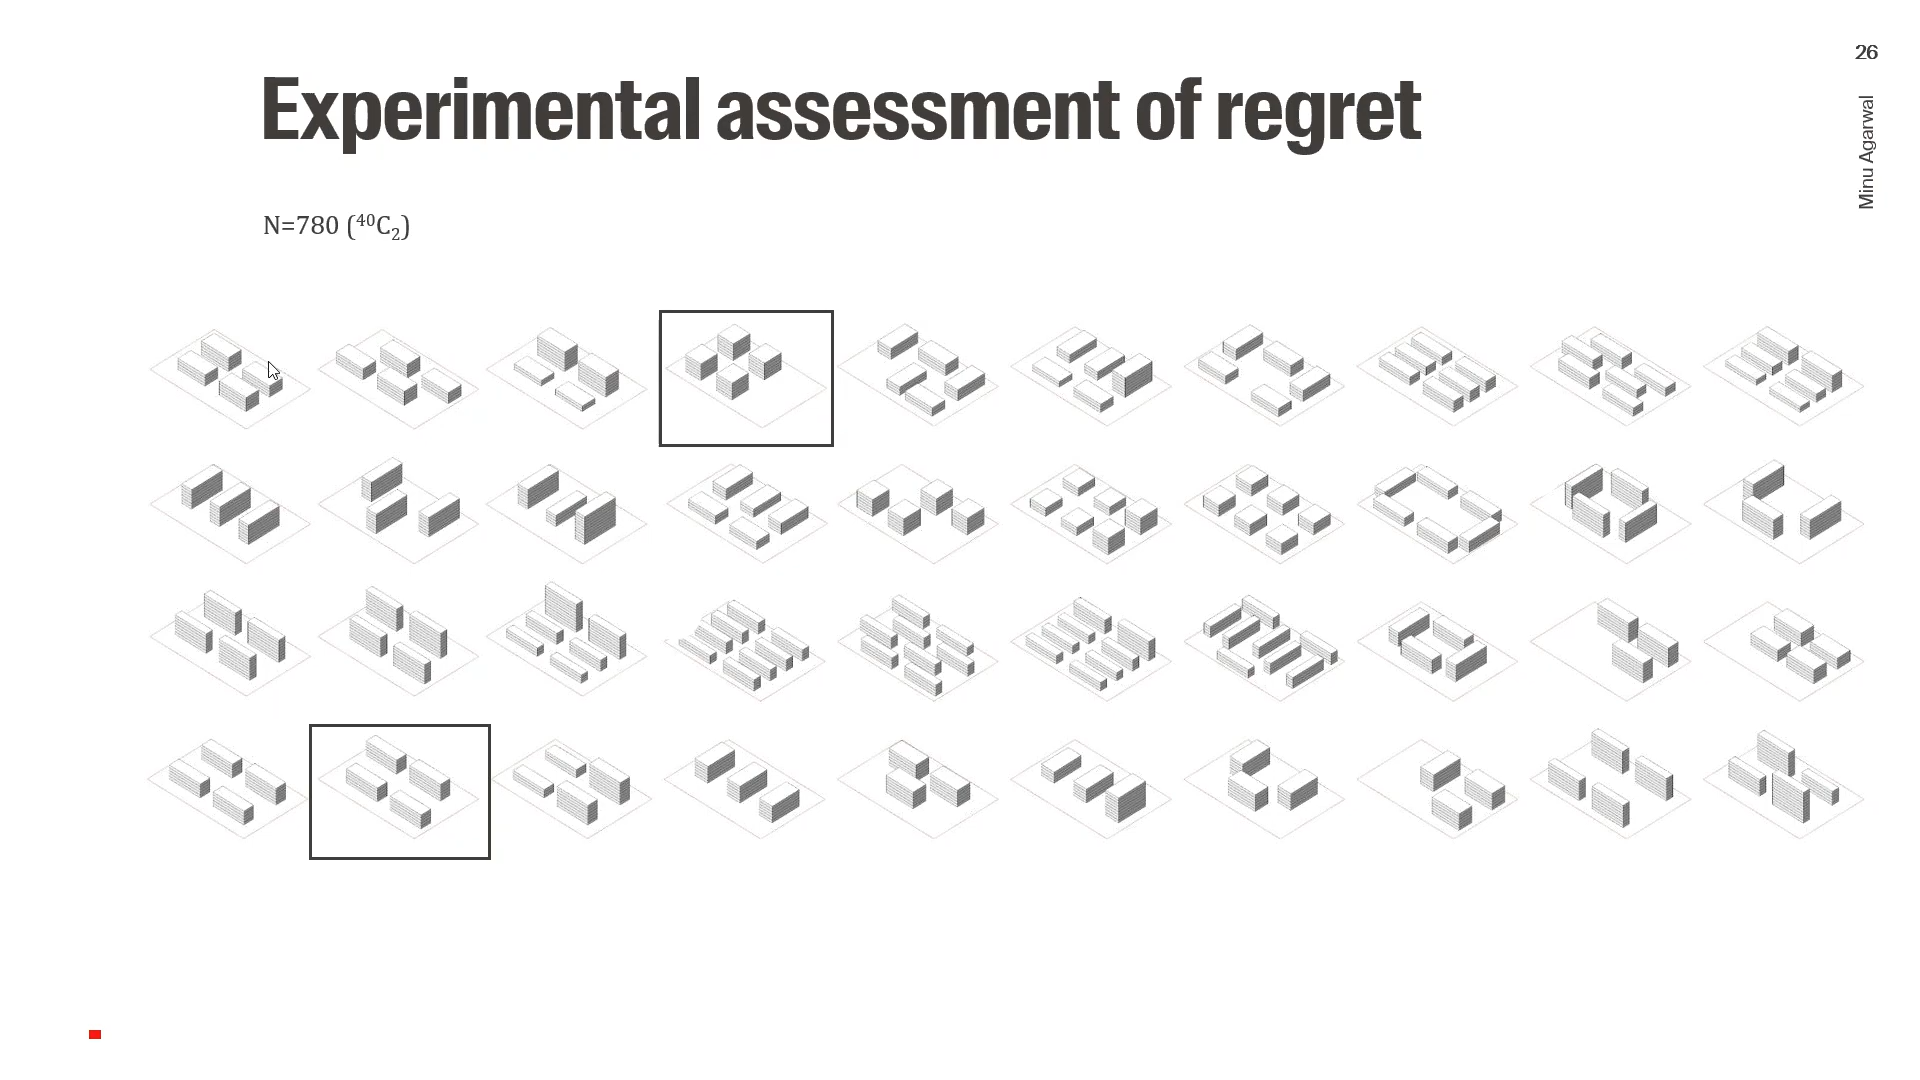 26
Experimental assessment of regret
Minu Agarwal
N=780 (⁴⁰C₂)